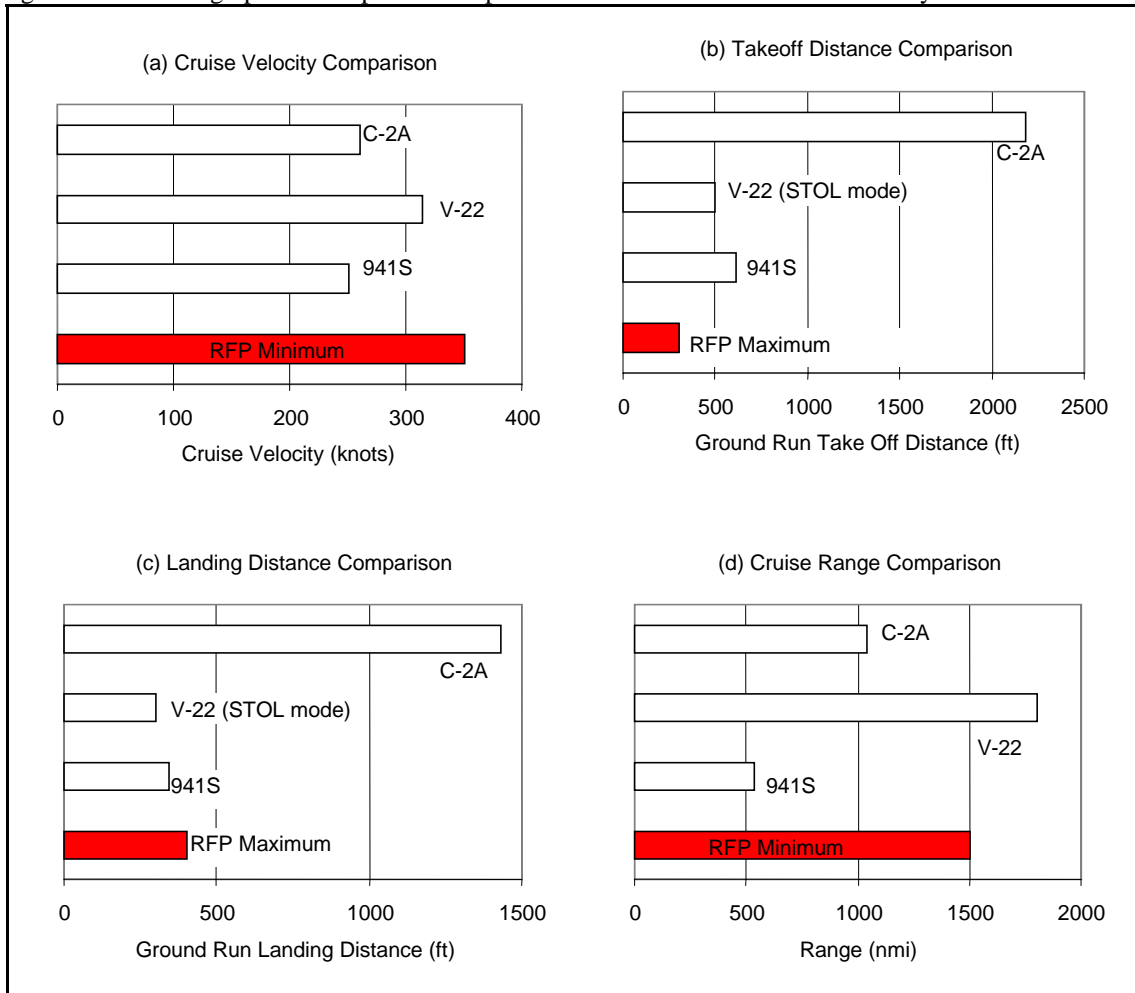 (a) Cruise Velocity Comparison
C-2A
V-22
941S
RFP Minimum
0 100 200 300 400
Cruise Velocity (knots)
(b) Takeoff Distance Comparison
C-2A
V-22 (STOL mode)
941S
RFP Maximum
0 500 1000 1500 2000 2500
Ground Run Take Off Distance (ft)
(c) Landing Distance Comparison
C-2A
V-22 (STOL mode)
941S
RFP Maximum
0 500 1000 1500
Ground Run Landing Distance (ft)
(d) Cruise Range Comparison
C-2A
V-22
941S
RFP Minimum
0 500 1000 1500 2000
Range (nmi)